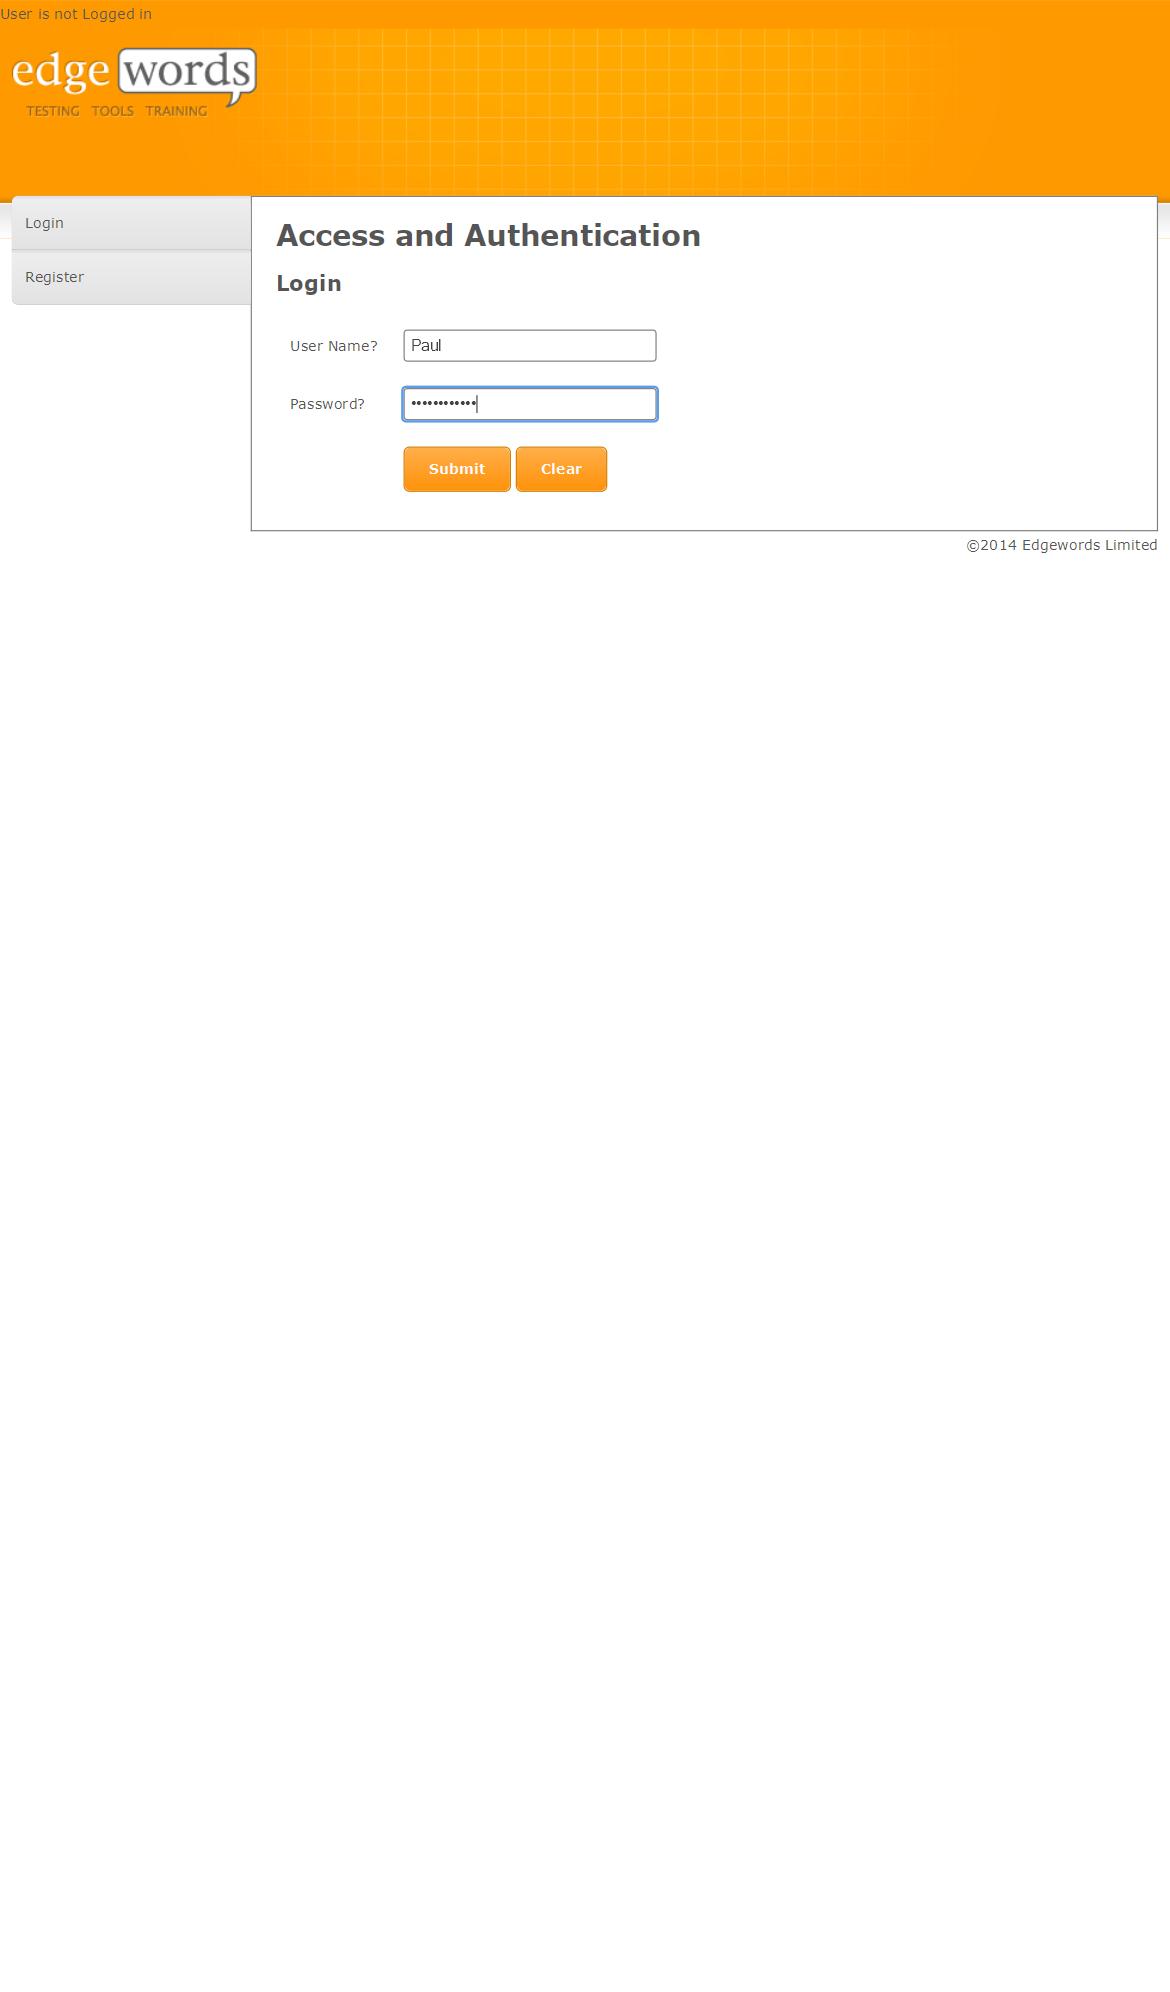 User is not Logged in
edge words
TESTING TOOLS TRAINING
Login
Register
Access and Authentication
Login
User Name? Paul
Password? ••••••••••••
Submit Clear
©2014 Edgewords Limited